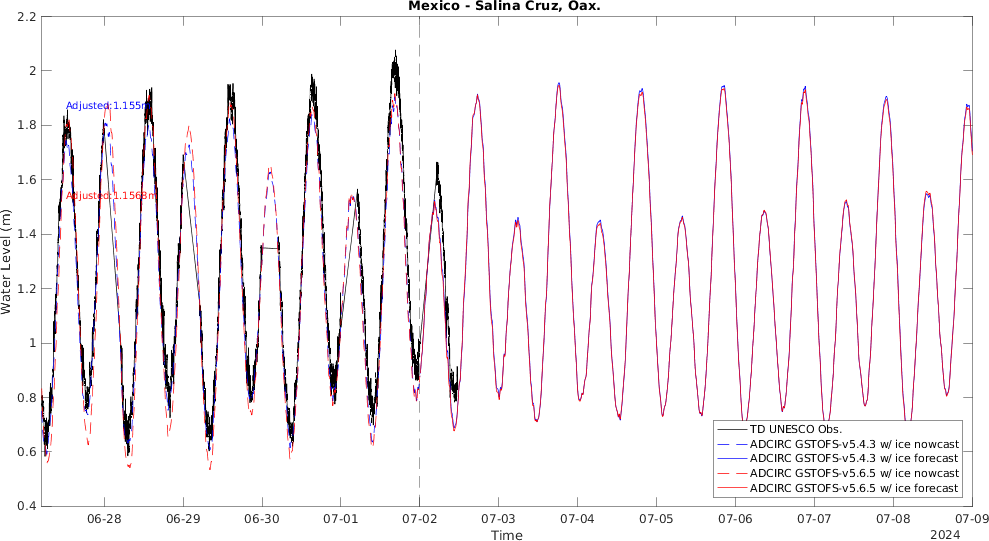 Mexico - Salina Cruz, Oax.
2.2
2
1.8
1.6
1.4
1.2
1
0.8
0.6
0.4
Water Level (m)
Adjusted:1.155m
Adjusted:1.1568m
TD UNESCO Obs.
ADCIRC GSTOFS-v5.4.3 w/ ice nowcast
ADCIRC GSTOFS-v5.4.3 w/ ice forecast
ADCIRC GSTOFS-v5.6.5 w/ ice nowcast
ADCIRC GSTOFS-v5.6.5 w/ ice forecast
06-28 06-29 06-30 07-01 07-02 07-03 07-04 07-05 07-06 07-07 07-08 07-09
Time
2024